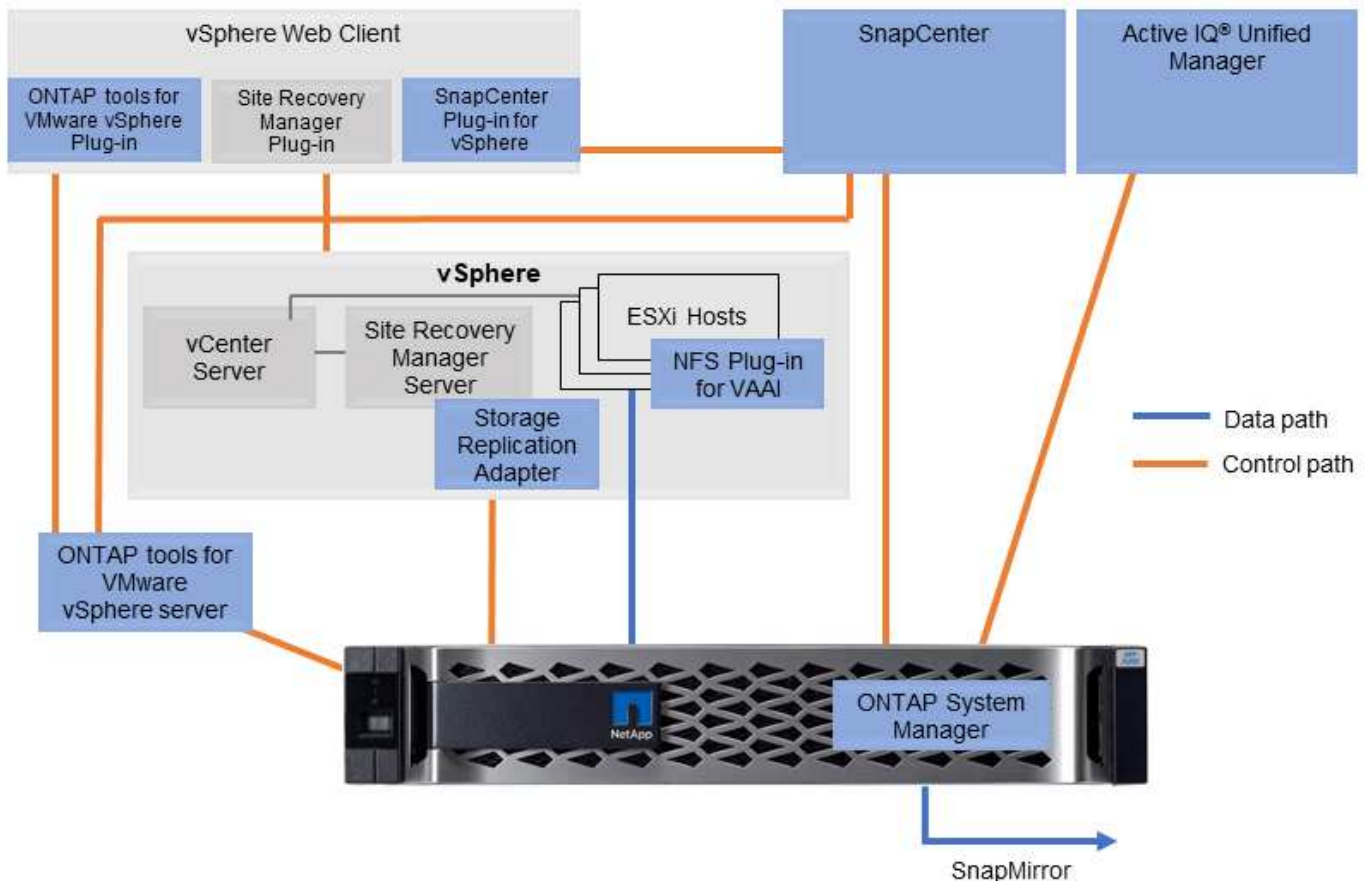 vSphere Web Client
ONTAP tools for
VMware vSphere
Plug-in
Site Recovery
Manager
Plug-in
SnapCenter
Plug-in for
vSphere
SnapCenter
Active IQ® Unified
Manager
vSphere
vCenter
Server
Site Recovery
Manager
Server
ESXi Hosts
NFS Plug-in
for VAAI
Storage
Replication
Adapter
Data path
Control path
ONTAP tools for
VMware
vSphere server
NetApp
ONTAP System
Manager
SnapMirror